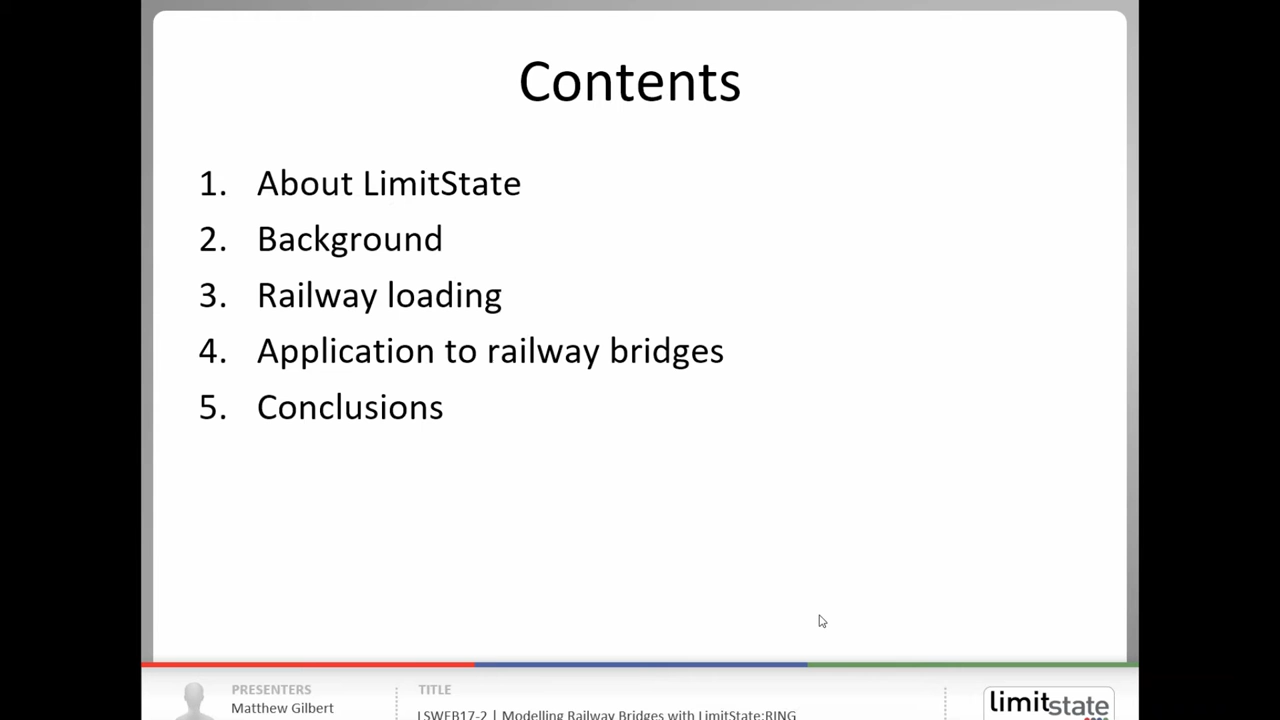 Contents
1. About LimitState
2. Background
3. Railway loading
4. Application to railway bridges
5. Conclusions
PRESENTERS
Matthew Gilbert
TITLE
LSWEB17-2 | Modelling Railway Bridges with LimitState:RING
limitstate